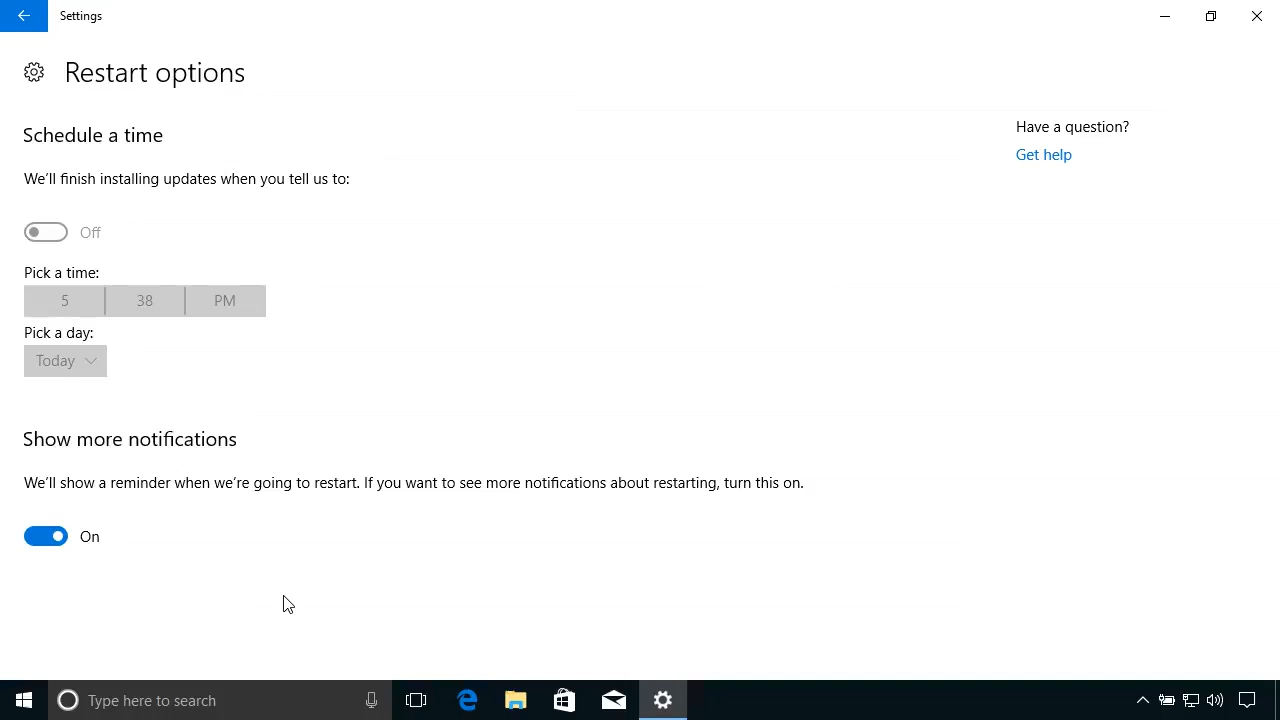 Settings
Restart options
Schedule a time
We’ll finish installing updates when you tell us to:
Off
Pick a time:
5 38 PM
Pick a day:
Today
Show more notifications
We’ll show a reminder when we’re going to restart. If you want to see more notifications about restarting, turn this on.
On
Have a question?
Get help
Type here to search